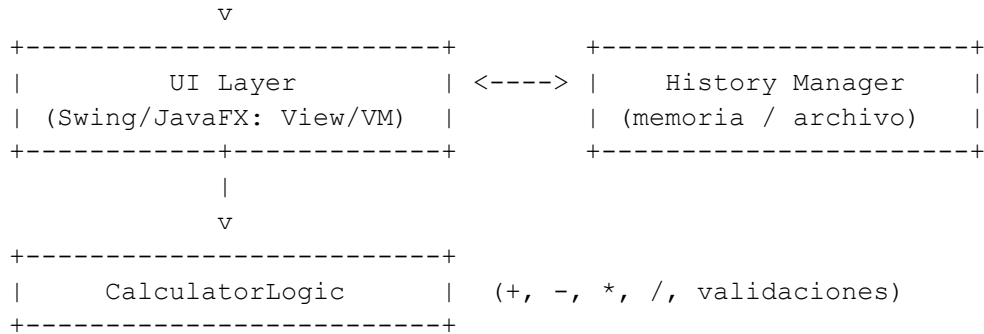 v
+--------------------------+ +-----------------------+
| UI Layer | <----> | History Manager |
| (Swing/JavaFX: View/VM) | | (memoria / archivo) |
+------------+-------------+ +-----------------------+
|
v
+--------------------------+
| CalculatorLogic | (+, -, *, /, validaciones)
+--------------------------+